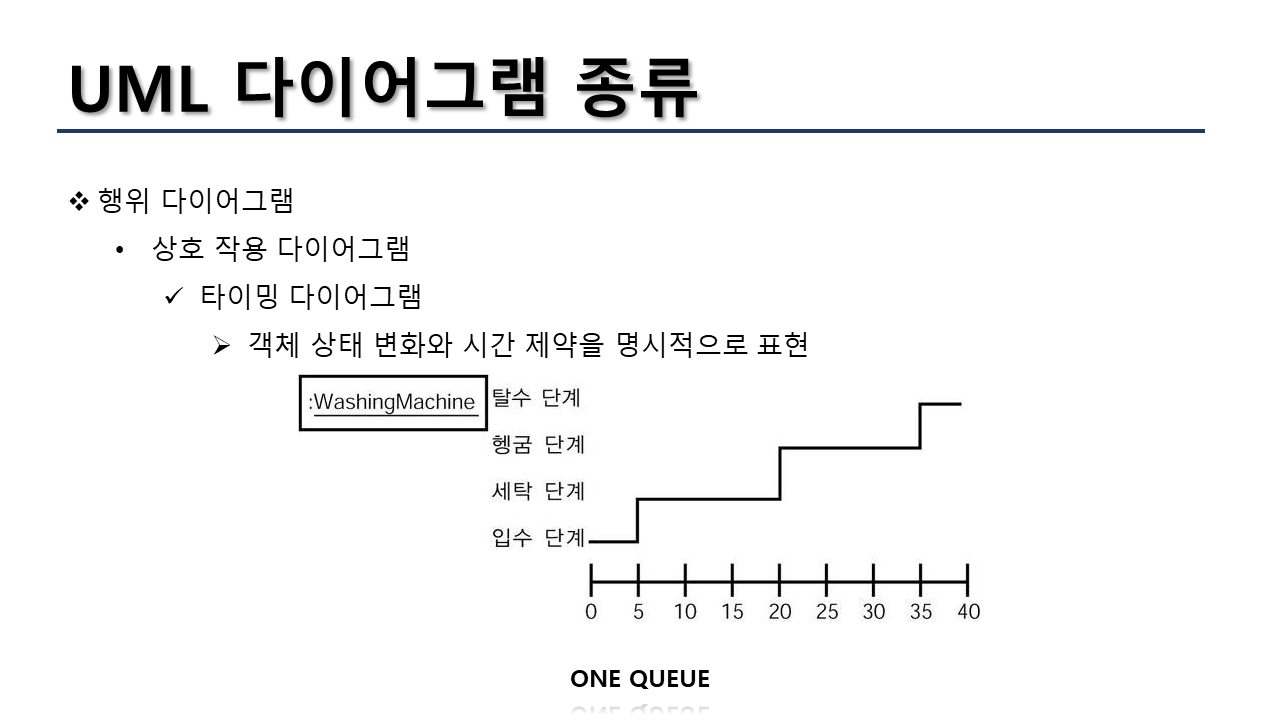 UML 다이어그램 종류
❖ 행위 다이어그램
• 상호 작용 다이어그램
✓ 타이밍 다이어그램
➢ 객체 상태 변화와 시간 제약을 명시적으로 표현
:WashingMachine
탈수 단계
헹굼 단계
세탁 단계
입수 단계
0 5 10 15 20 25 30 35 40
ONE QUEUE